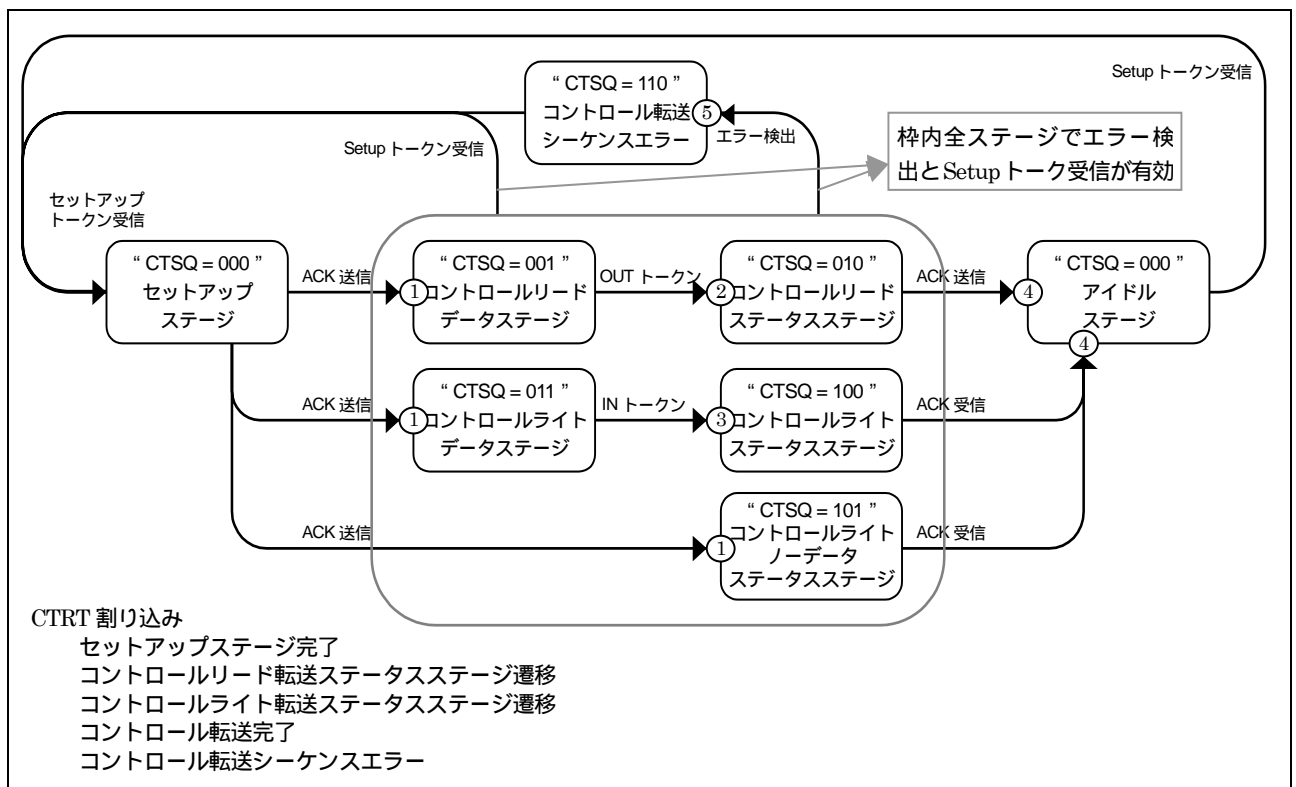 Setup トークン受信
“ CTSQ = 110 ”
コントロール転送
シーケンスエラー
5
エラー検出
Setup トークン受信
枠内全ステージでエラー検
出とSetupトーク受信が有効
セットアップ
トークン受信
“ CTSQ = 000 ”
セットアップ
ステージ
ACK 送信
1
“ CTSQ = 001 ”
コントロールリード
データステージ
OUT トークン
2
“ CTSQ = 010 ”
コントロールリード
ステータスステージ
ACK 送信
4
“ CTSQ = 000 ”
アイドル
ステージ
4
ACK 送信
1
“ CTSQ = 011 ”
コントロールライト
データステージ
IN トークン
3
“ CTSQ = 100 ”
コントロールライト
ステータスステージ
ACK 受信
ACK 送信
1
“ CTSQ = 101 ”
コントロールライト
ノーデータ
ステータスステージ
ACK 受信
CTRT 割り込み
セットアップステージ完了
コントロールリード転送ステータスステージ遷移
コントロールライト転送ステータスステージ遷移
コントロール転送完了
コントロール転送シーケンスエラー